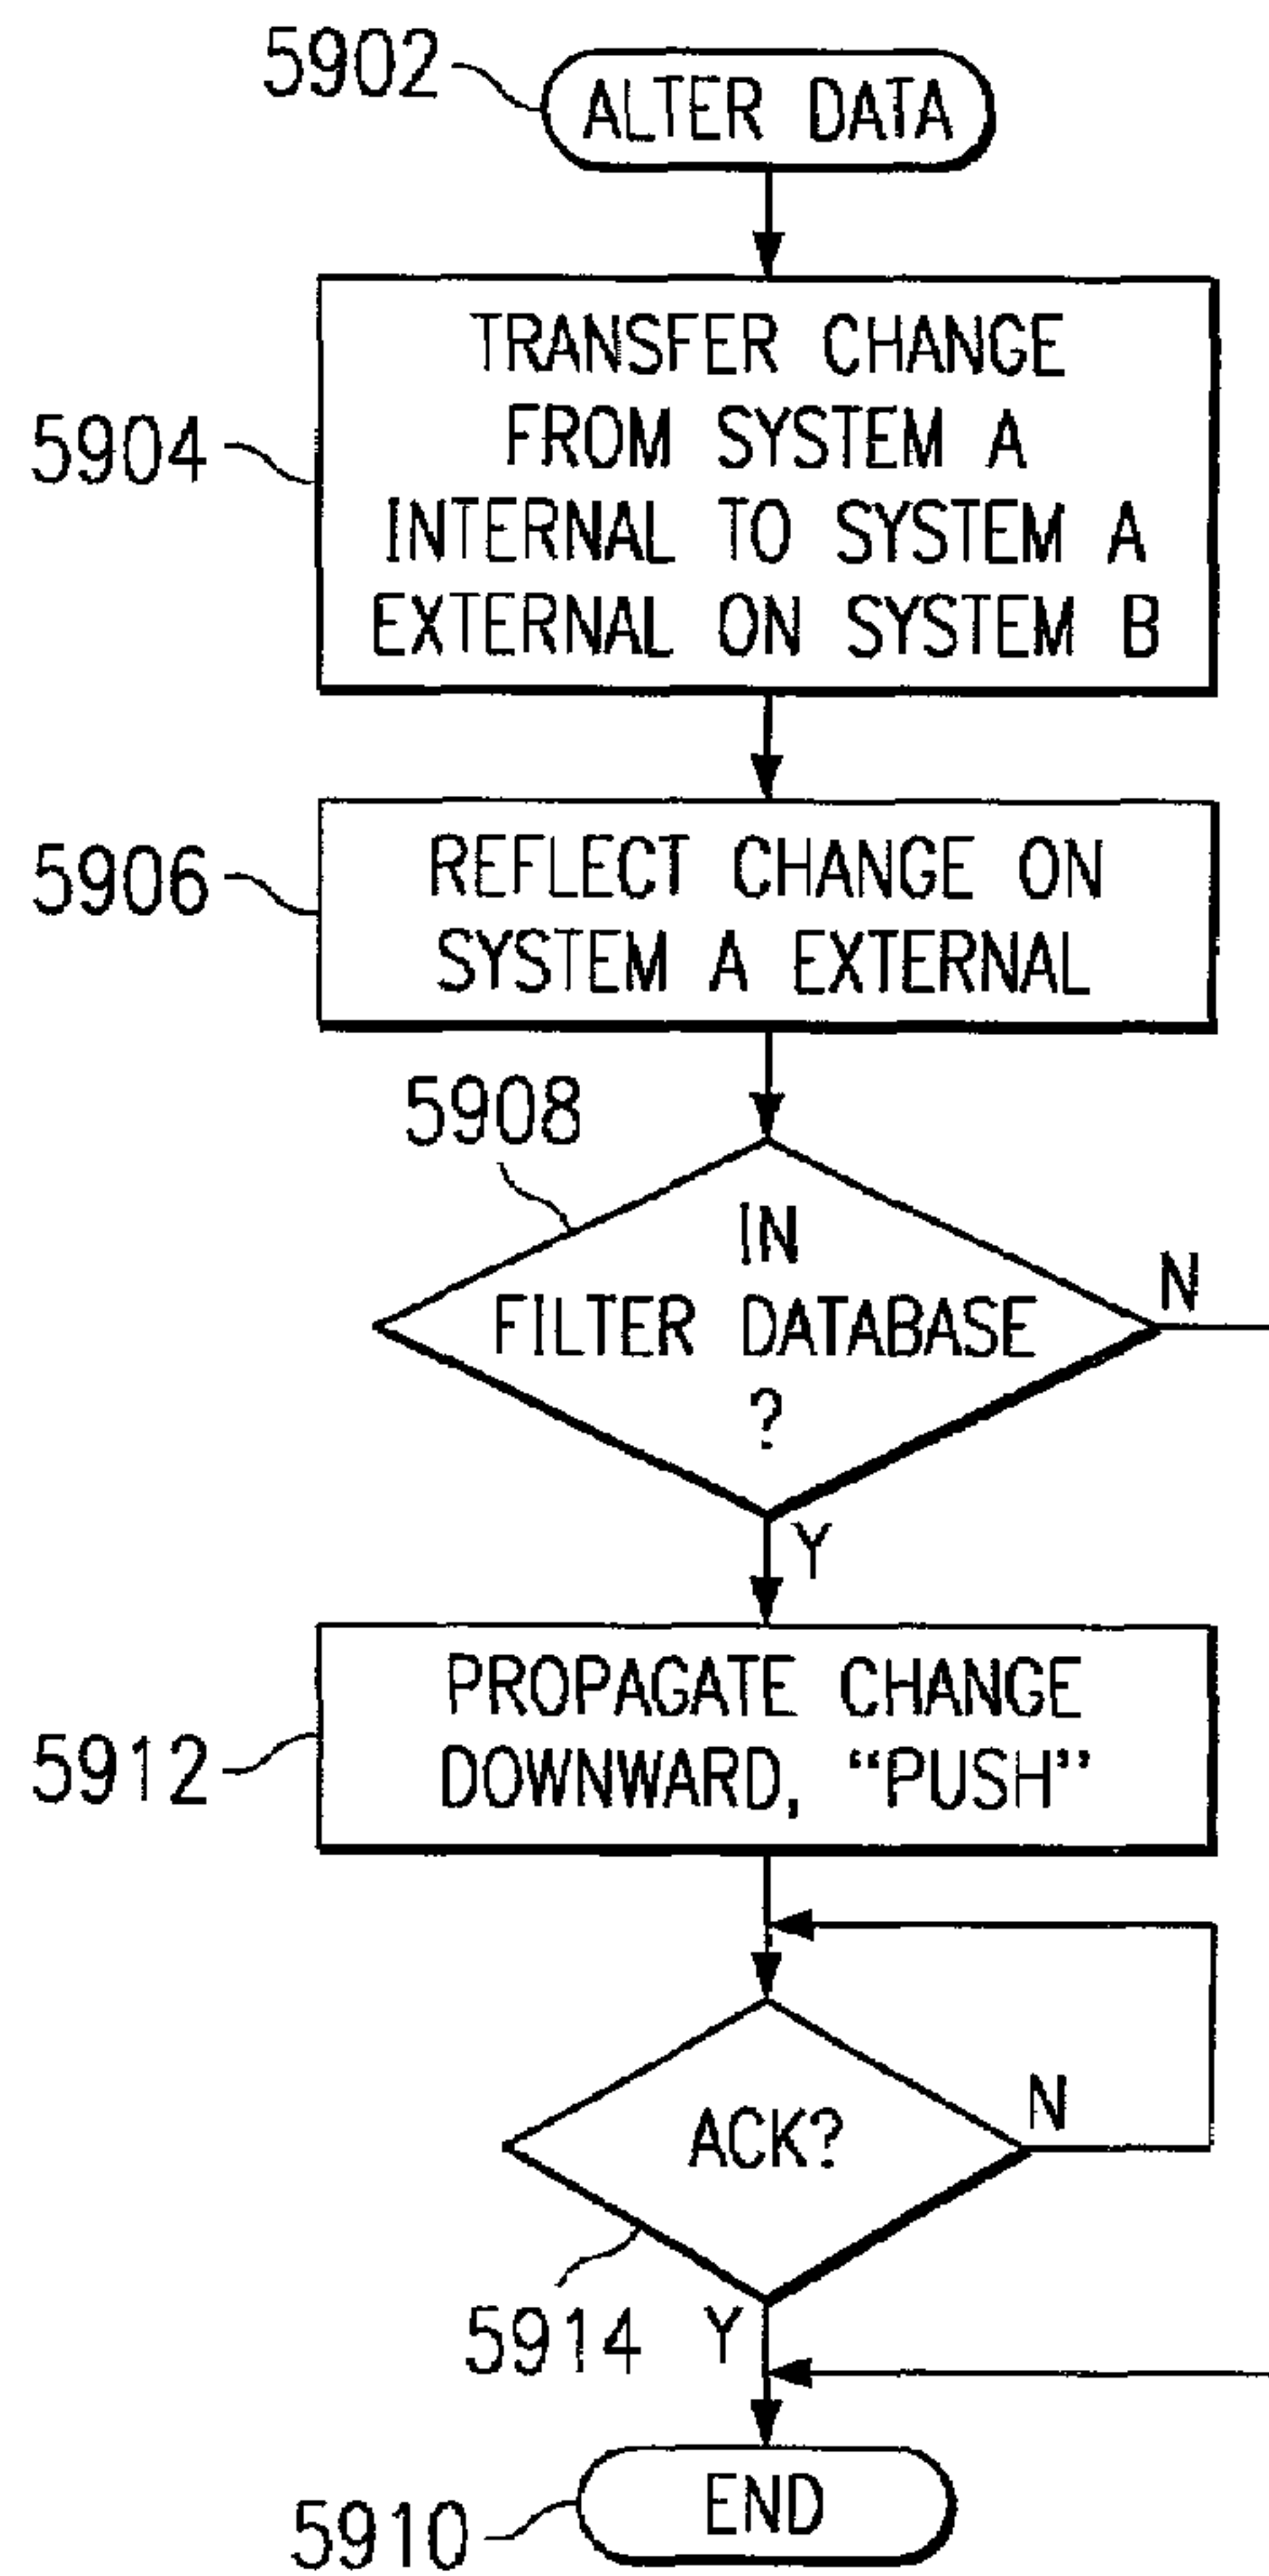 5902
ALTER DATA
5904
TRANSFER CHANGE
FROM SYSTEM A
INTERNAL TO SYSTEM A
EXTERNAL ON SYSTEM B
5906
REFLECT CHANGE ON
SYSTEM A EXTERNAL
5908
IN
FILTER DATABASE
?
N
Y
5912
PROPAGATE CHANGE
DOWNWARD, “PUSH”
ACK?
N
5914
Y
5910
END